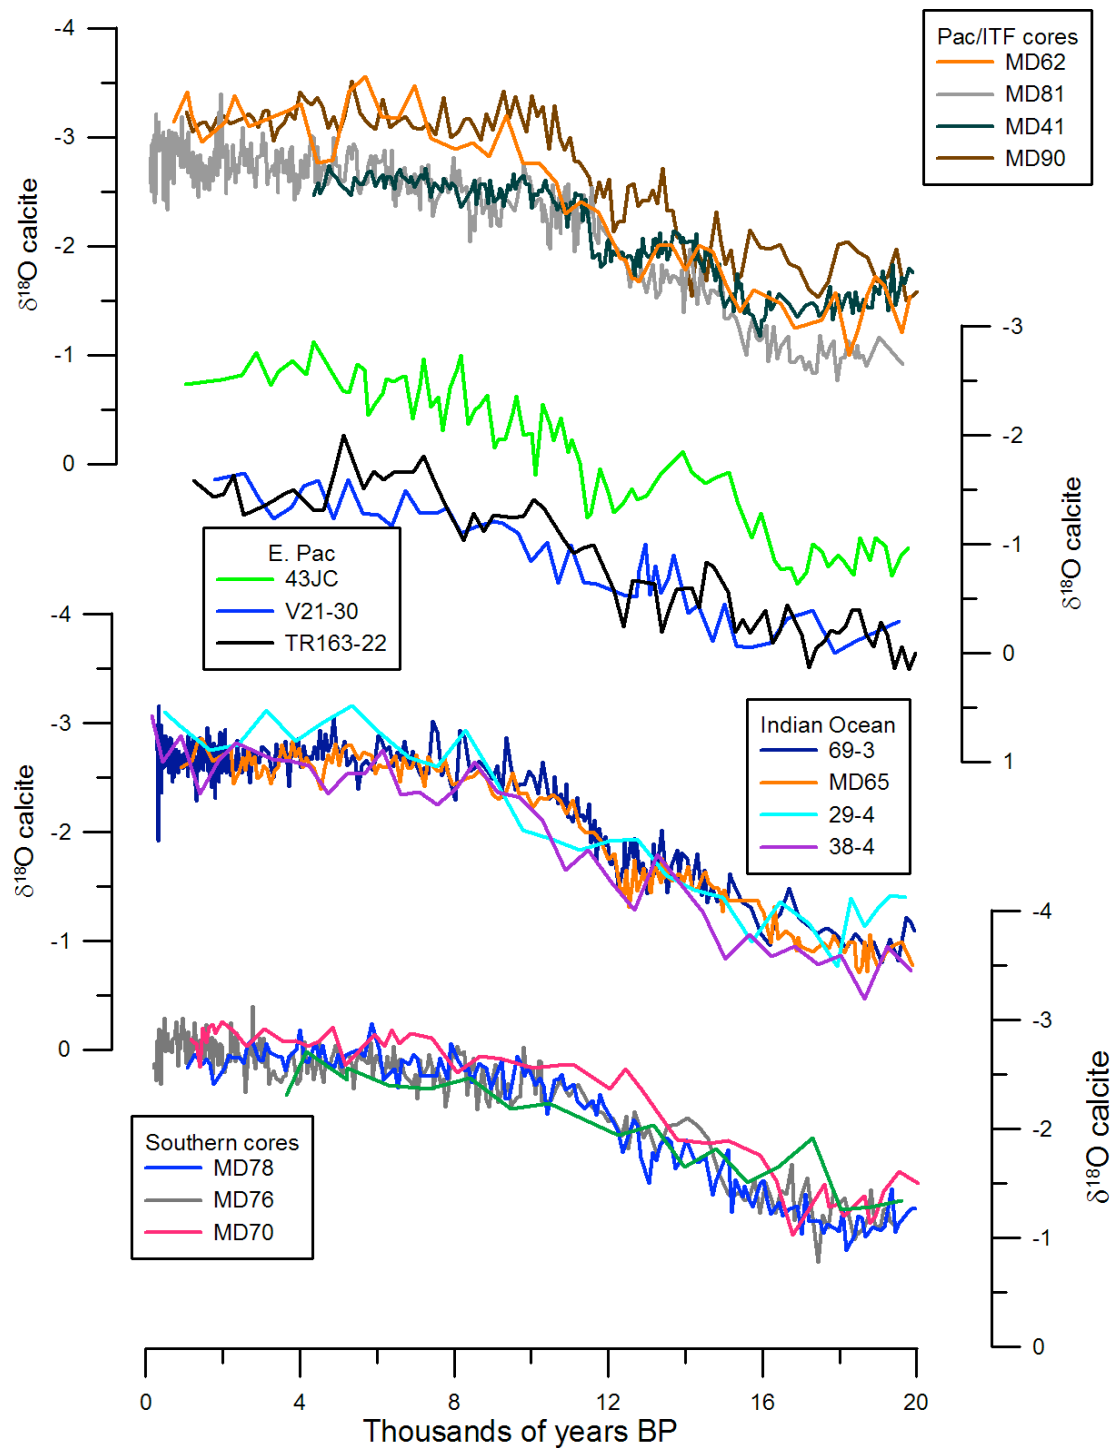 -4
-3
-2
-1
0
δ18O calcite
Pac/ITF cores
MD62
MD81
MD41
MD90
-3
-2
-1
0
1
δ18O calcite
E. Pac
43JC
V21-30
TR163-22
-4
-3
-2
-1
0
δ18O calcite
Indian Ocean
69-3
MD65
29-4
38-4
-4
-3
-2
-1
0
δ18O calcite
Southern cores
MD78
MD76
MD70
0
4
8
12
16
20
Thousands of years BP